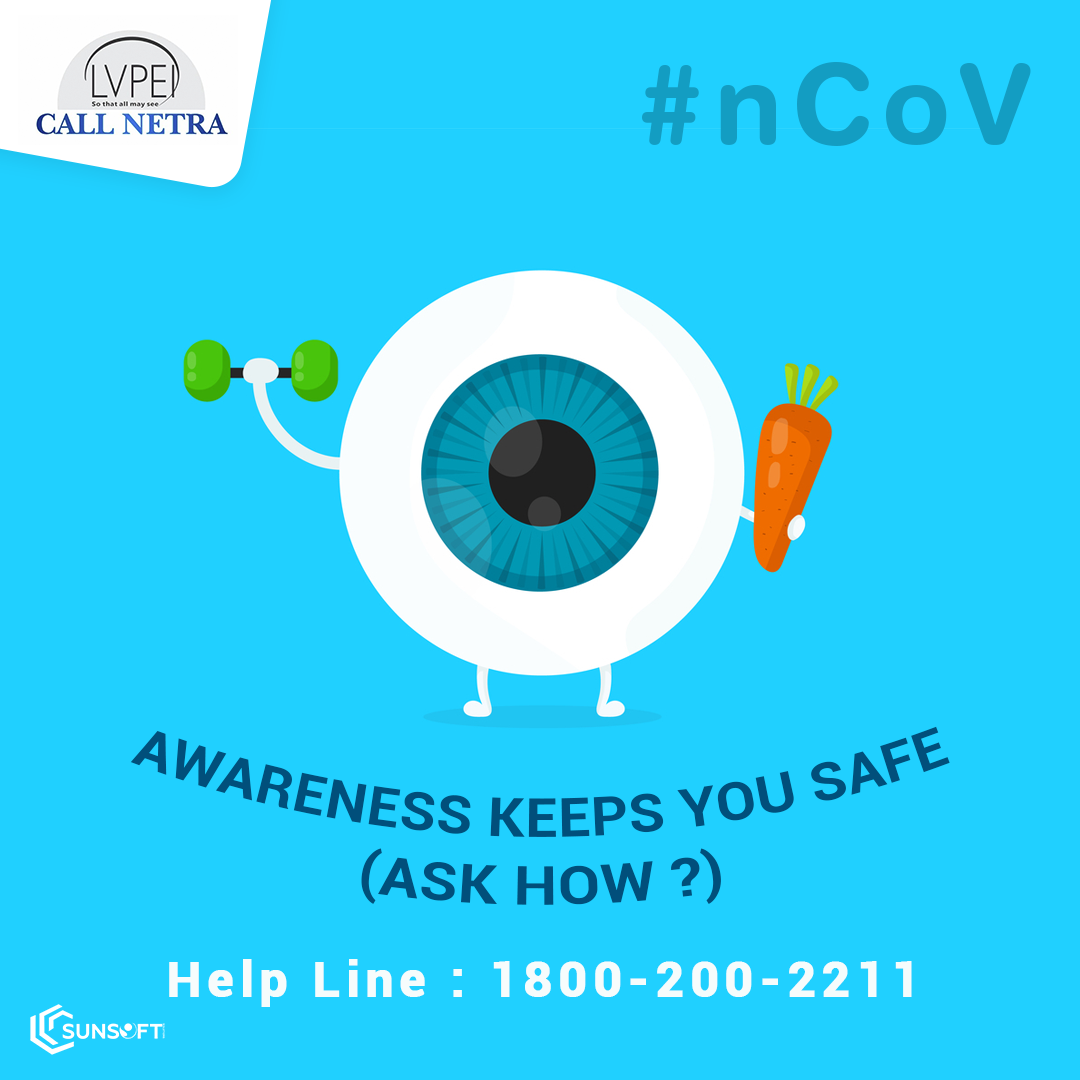 LVPEI
So that all may see
CALL NETRA
#nCoV
AWARENESS KEEPS YOU SAFE
(ASK HOW ?)
Help Line : 1800-200-2211
SUNSOFT